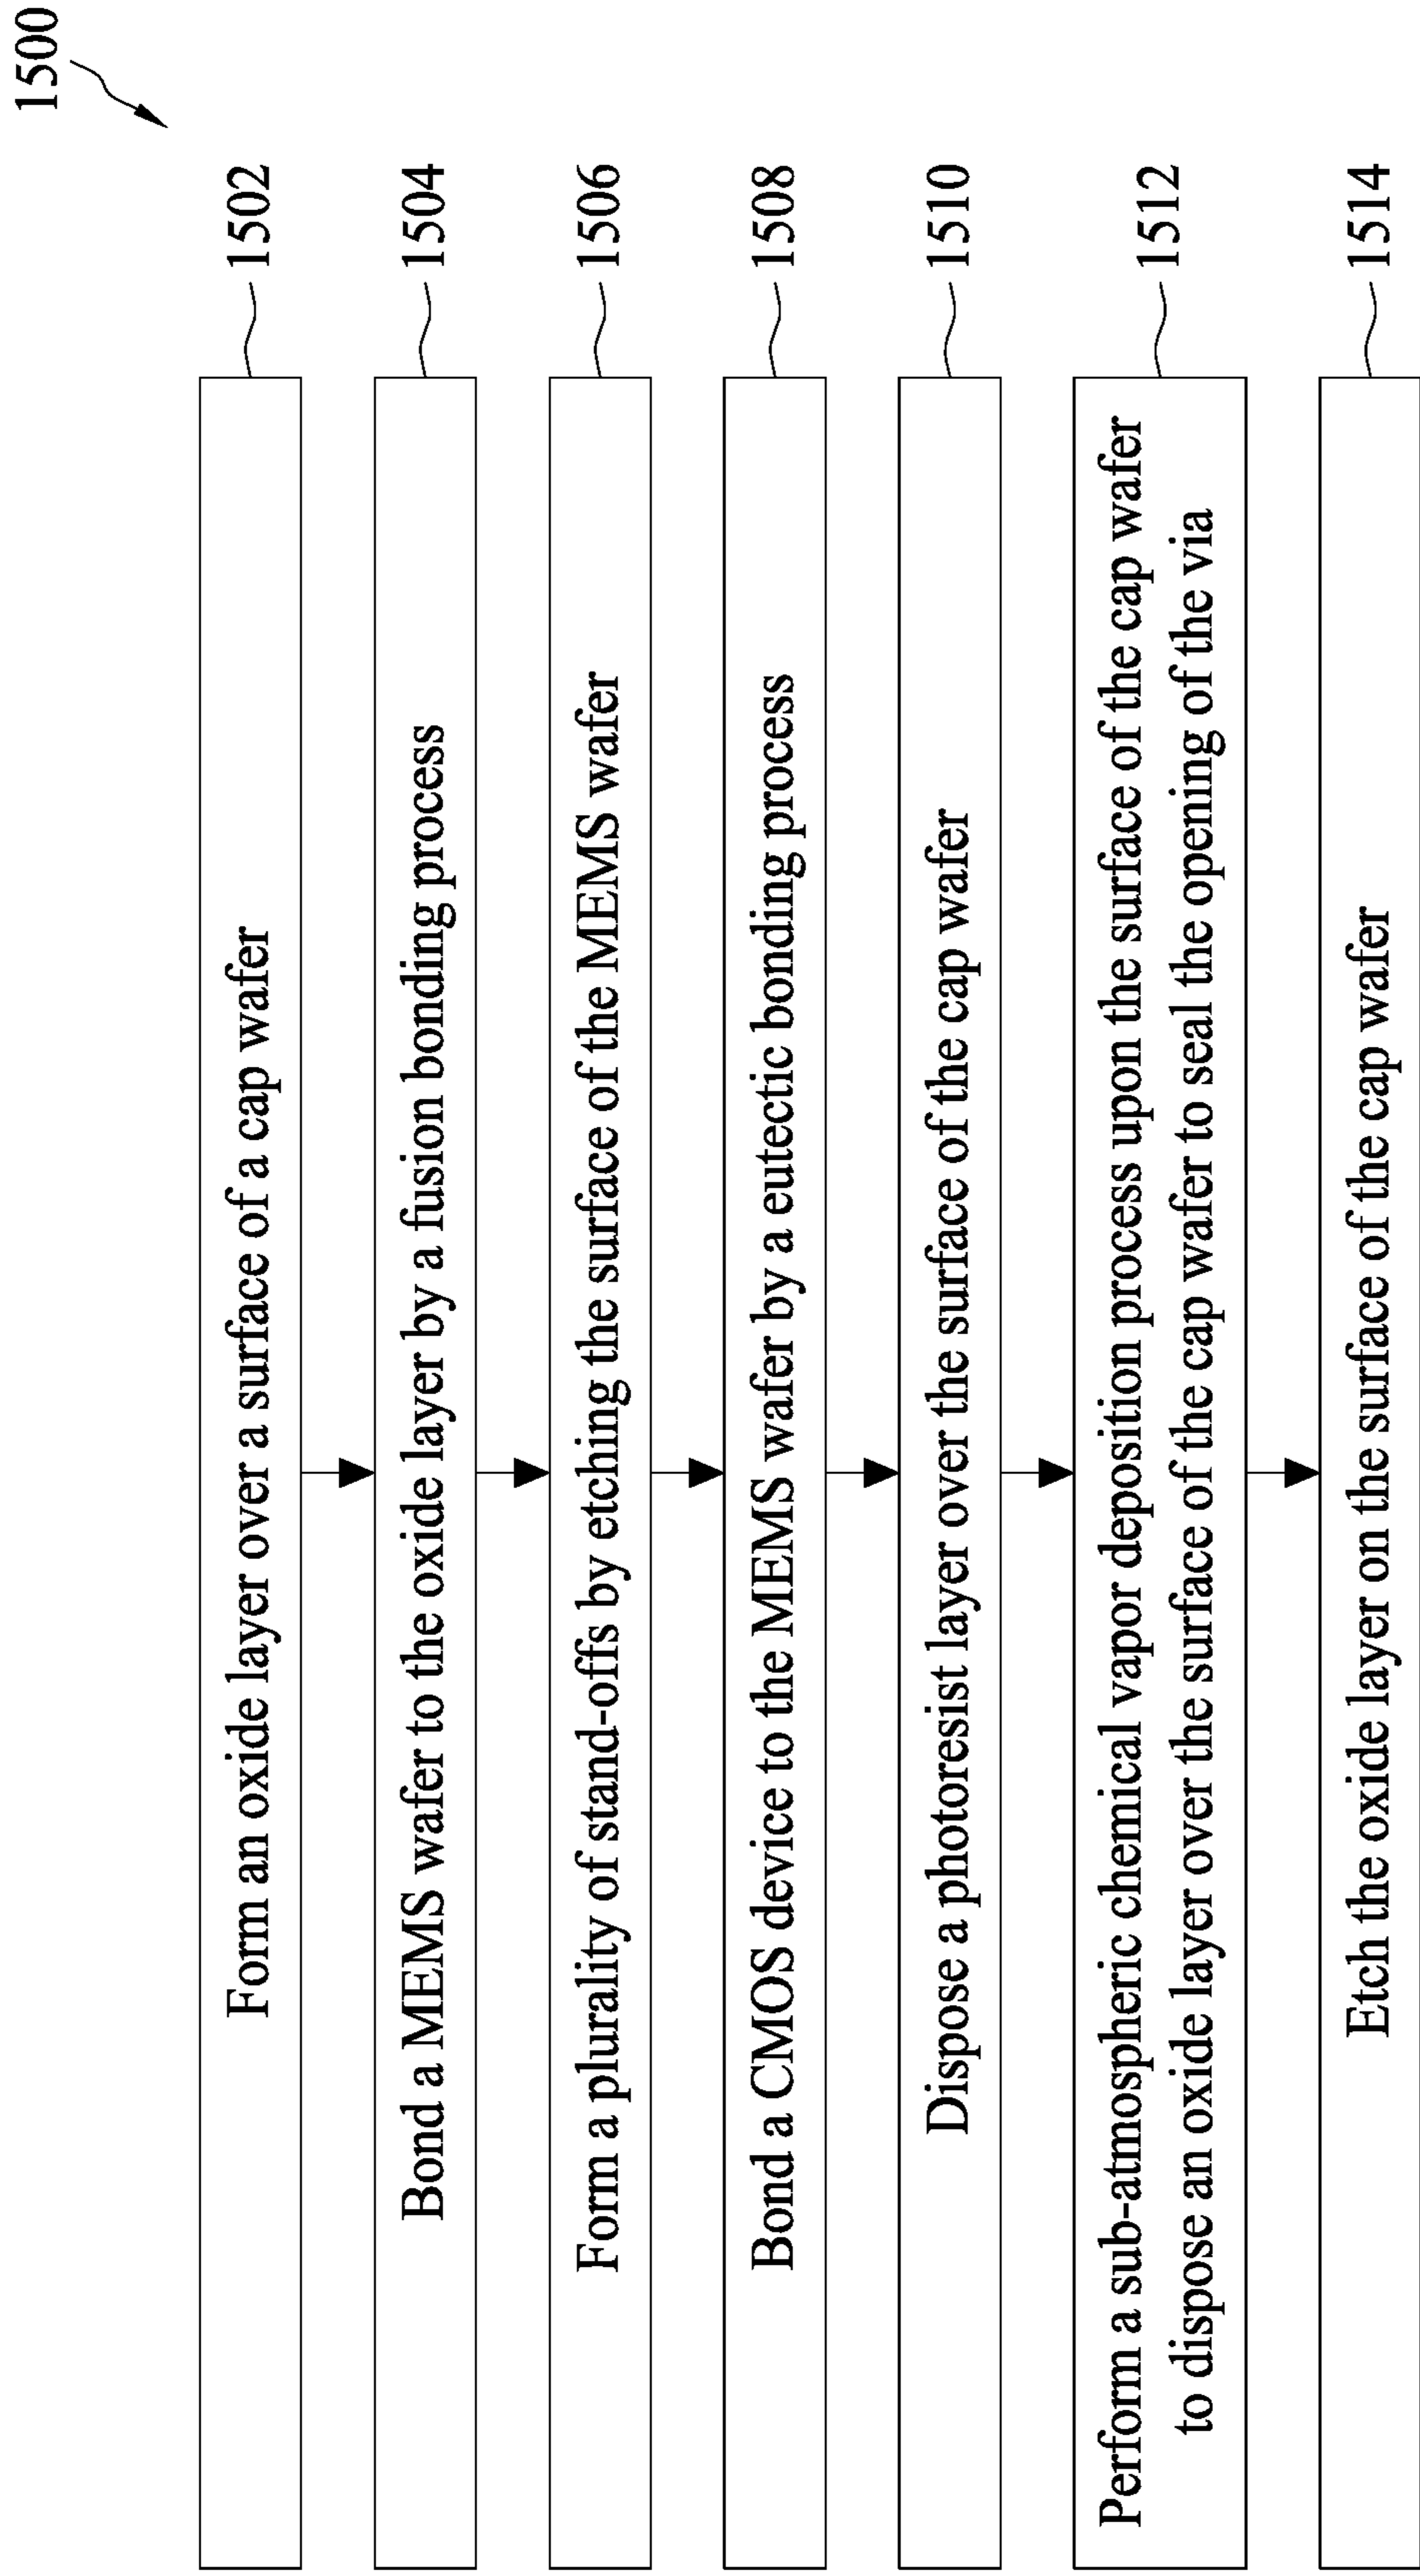 1500
Form an oxide layer over a surface of a cap wafer
1502
Bond a MEMS wafer to the oxide layer by a fusion bonding process
1504
Form a plurality of stand-offs by etching the surface of the MEMS wafer
1506
Bond a CMOS device to the MEMS wafer by a eutectic bonding process
1508
Dispose a photoresist layer over the surface of the cap wafer
1510
Perform a sub-atmospheric chemical vapor deposition process upon the surface of the cap wafer
to dispose an oxide layer over the surface of the cap wafer to seal the opening of the via
1512
Etch the oxide layer on the surface of the cap wafer
1514